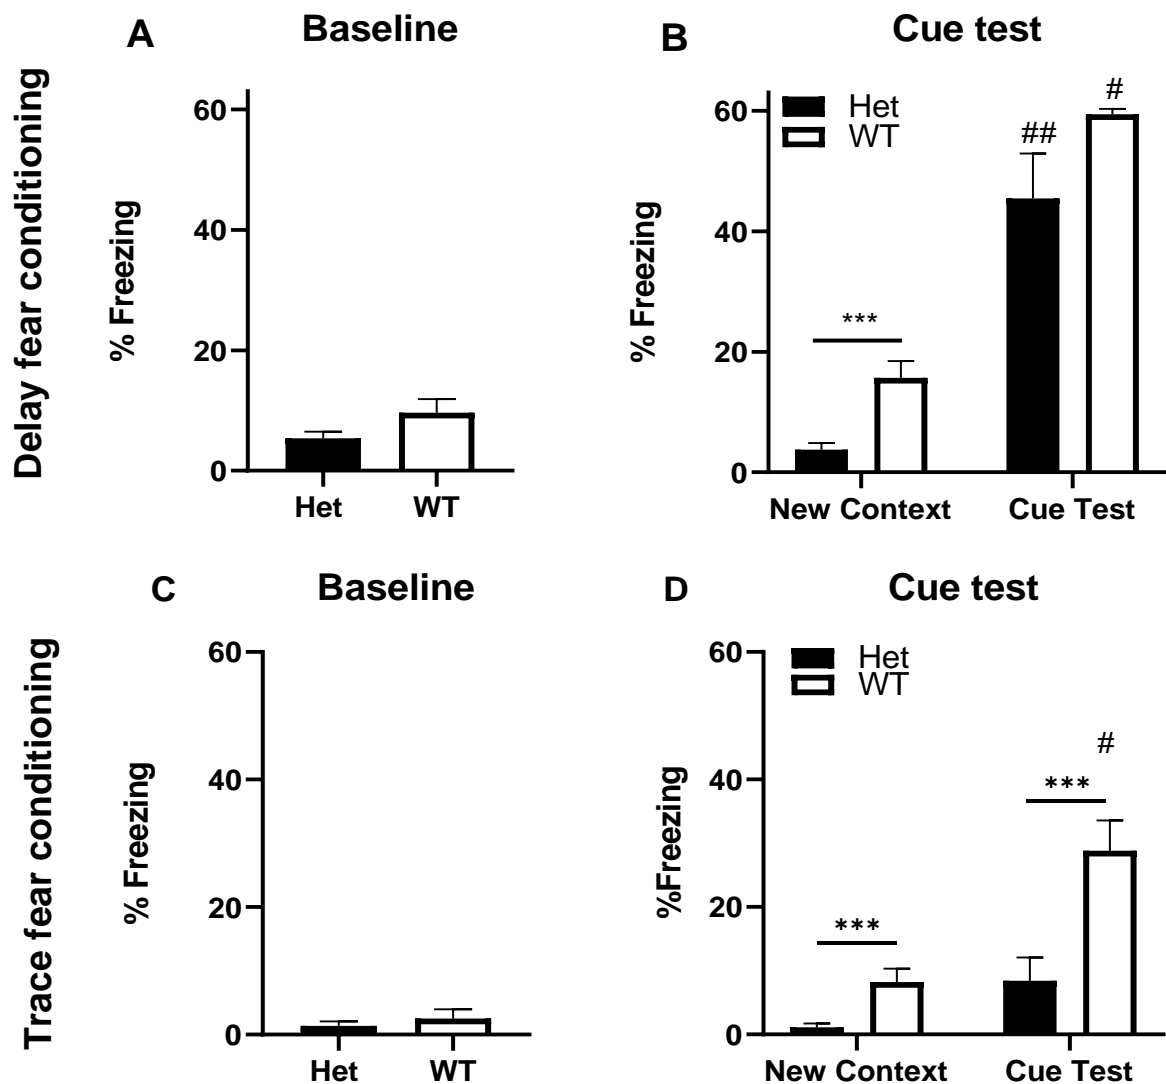 A
Baseline
B
Cue test
Delay fear conditioning
% Freezing
60
40
20
0
Het
WT
% Freezing
60
40
20
0
Het
WT
***
##
#
New Context
Cue Test
C
Baseline
D
Cue test
Trace fear conditioning
% Freezing
60
40
20
0
Het
WT
%Freezing
60
40
20
0
Het
WT
***
***
#
New Context
Cue Test